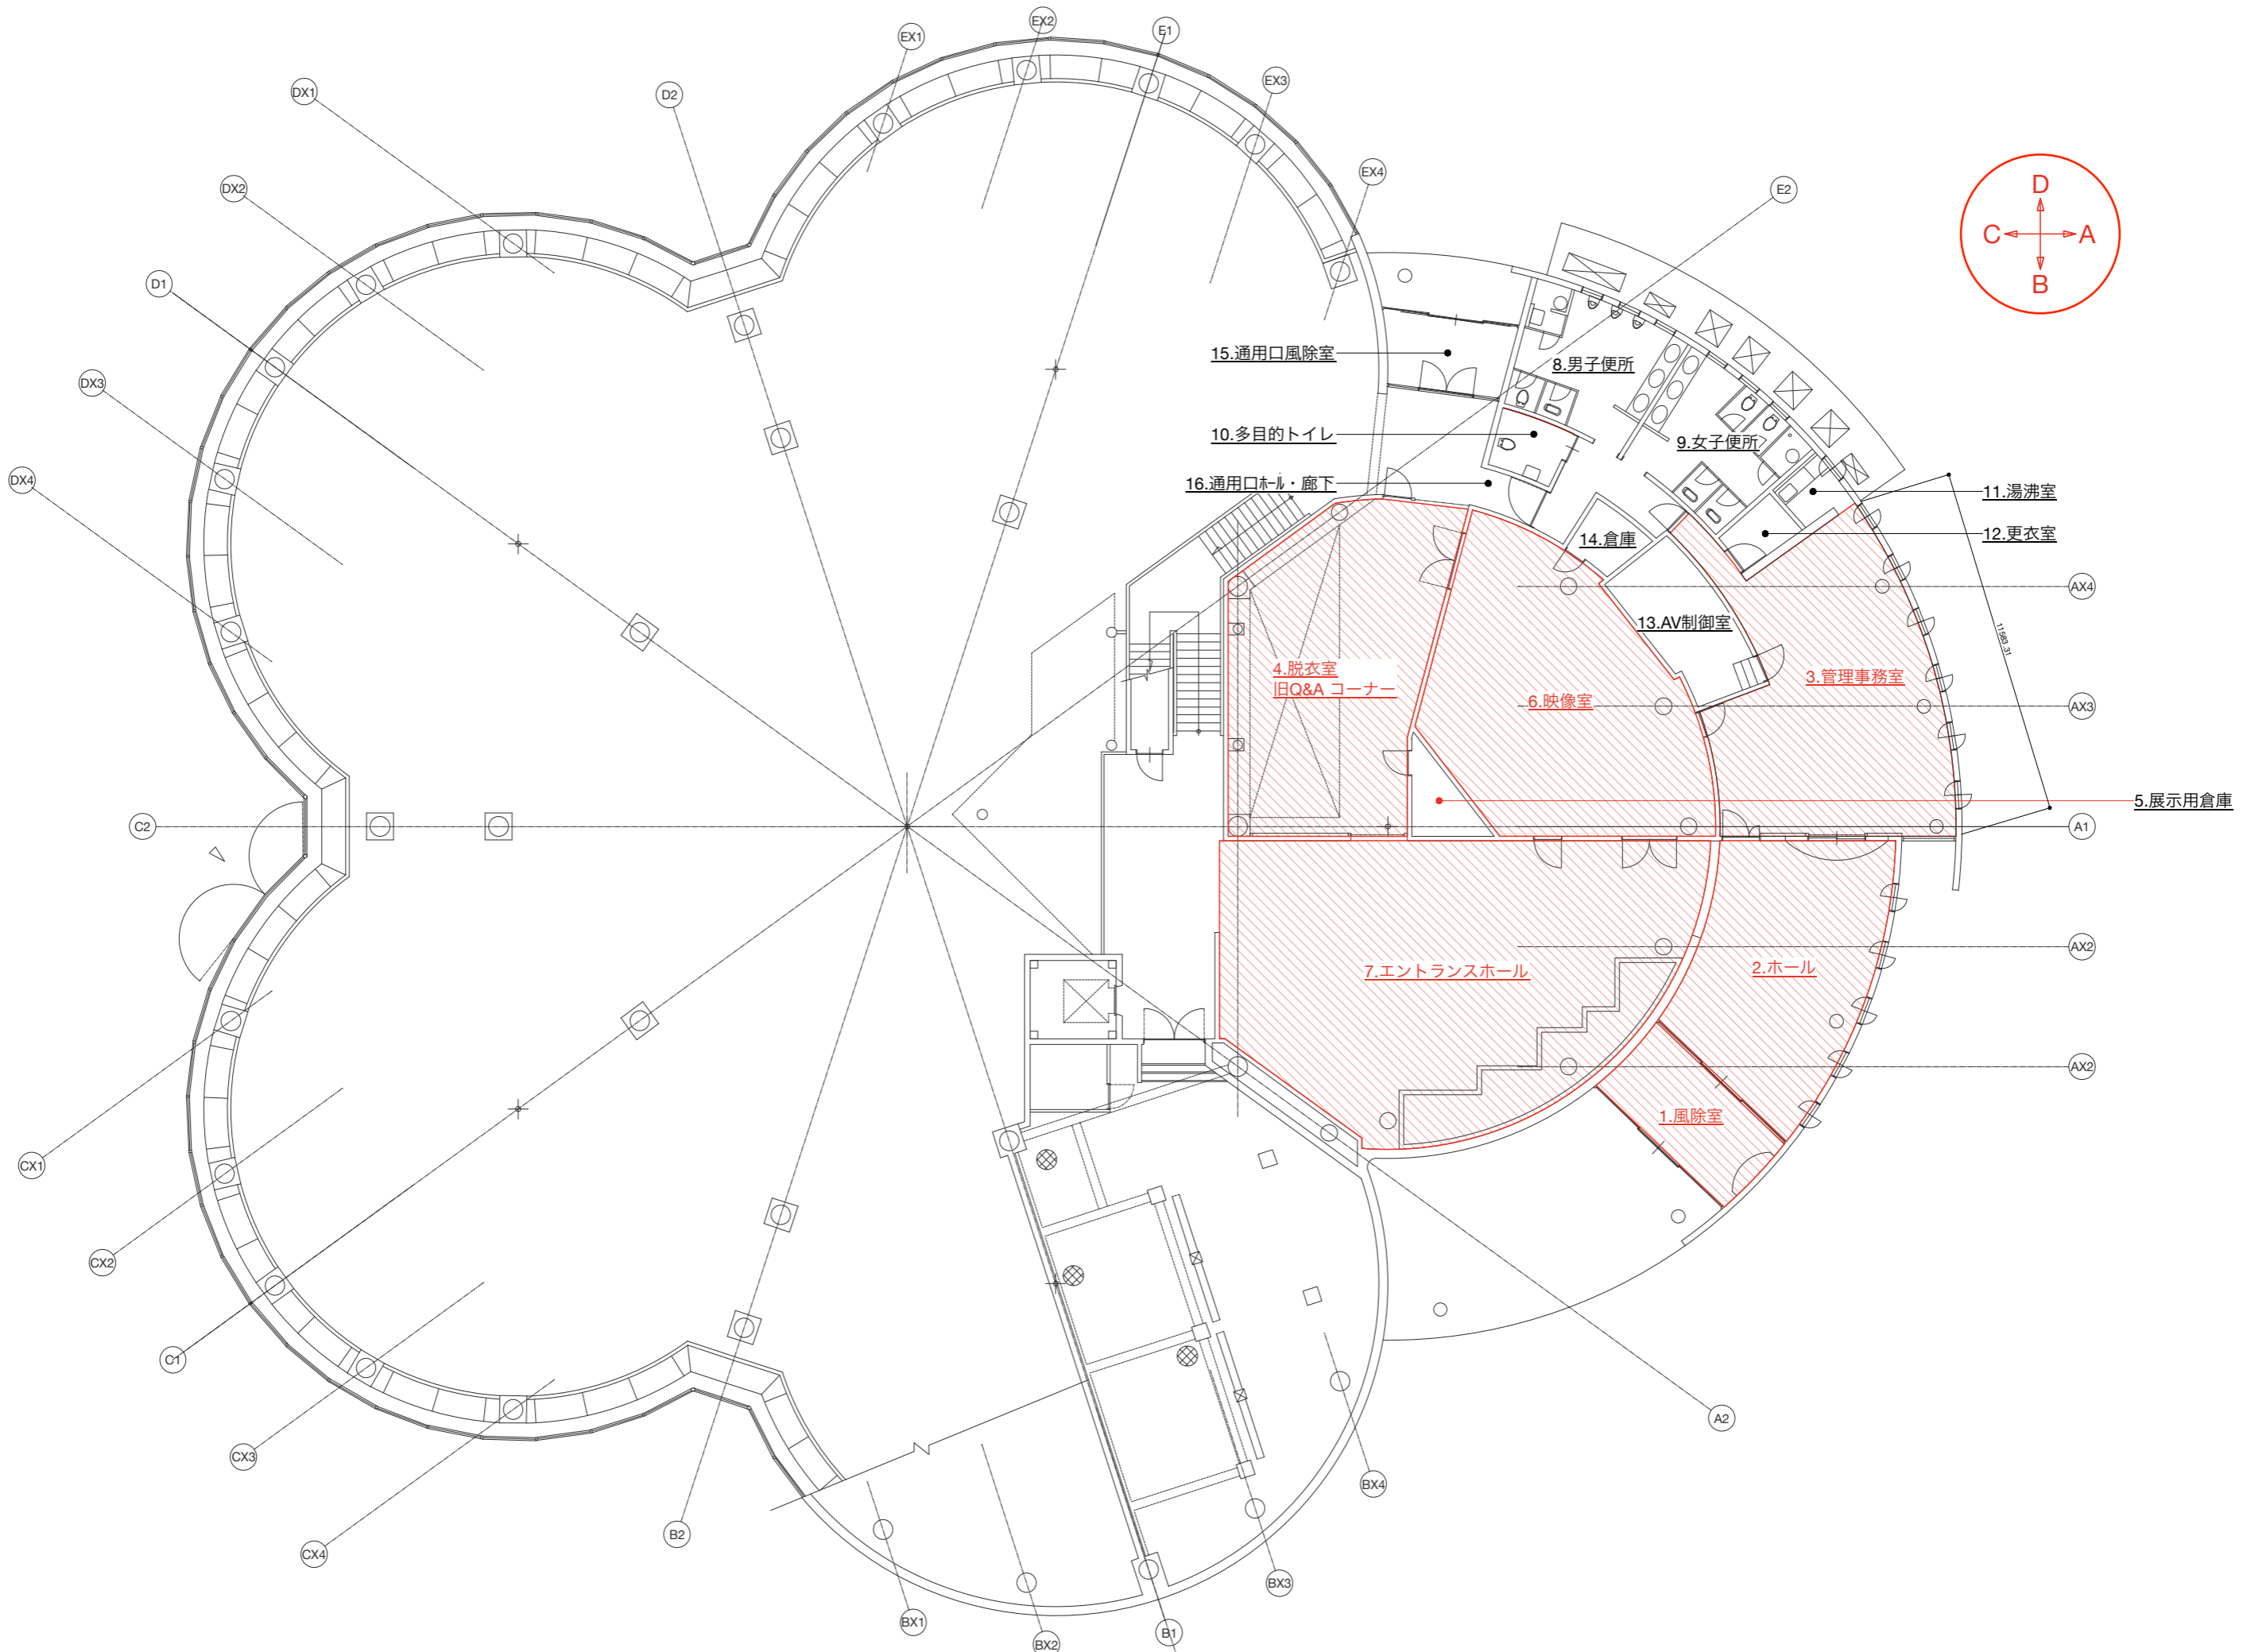 EX2
E1
EX1
EX3
DX1
D2
EX4
DX2
E2
D
C A
B
D1
15.通用口風除室
8.男子便所
DX3
10.多目的トイレ
9.女子便所
DX4
16.通用口ホール・廊下
11.湯沸室
14.倉庫
12.更衣室
AX4
13.AV制御室
11583.31
4.脱衣室
旧Q&A コーナー
3.管理事務室
6.映像室
AX3
5.展示用倉庫
C2
A1
AX2
7.エントランスホール
2.ホール
AX2
1.風除室
CX1
CX2
C1
A2
CX3
BX4
B2
CX4
BX3
BX1
B1
BX2